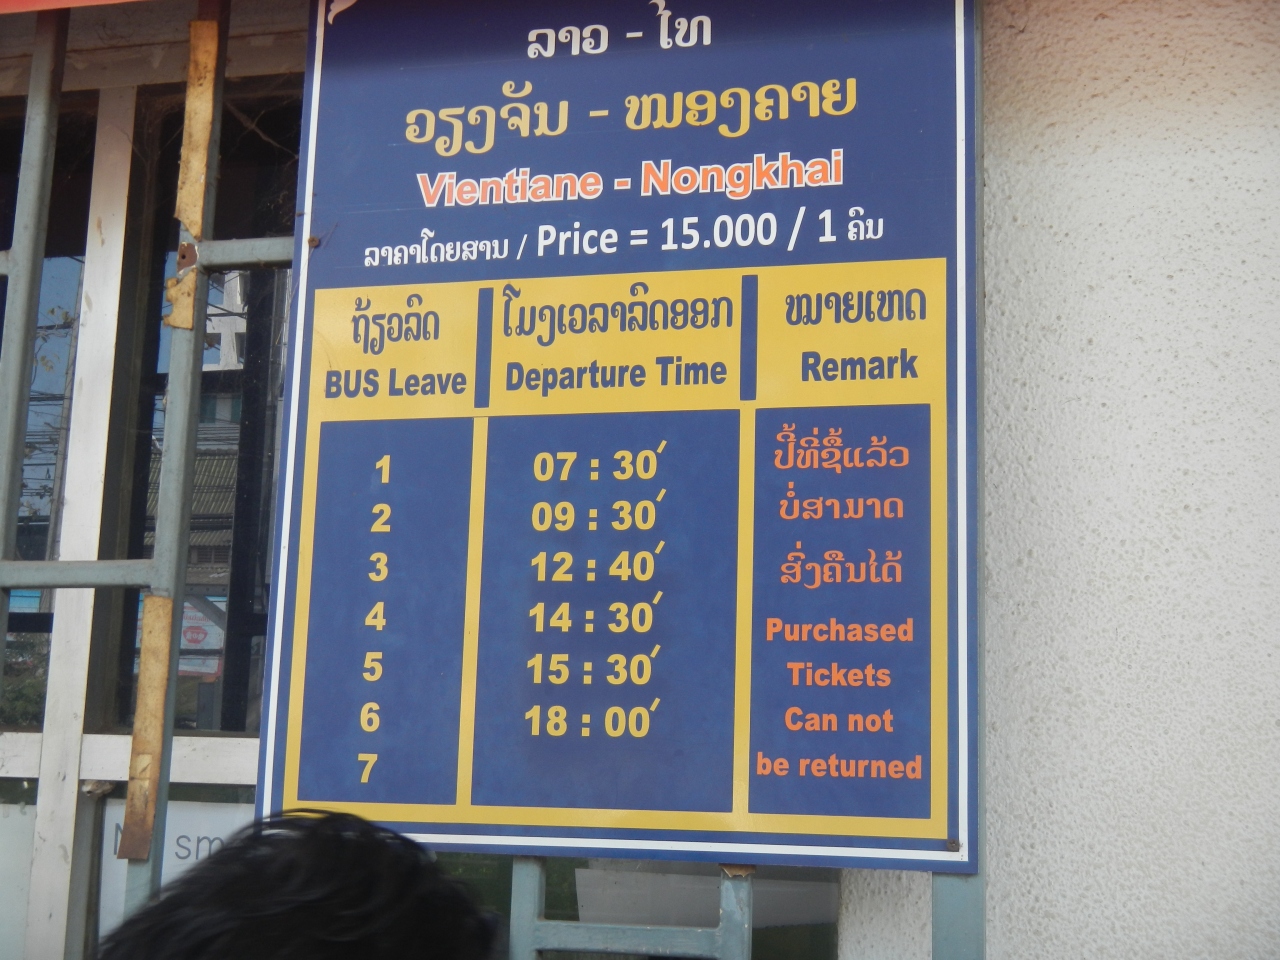 ລາວ - ໄທ
ວຽງຈັນ - ໜອງຄາຍ
Vientiane - Nongkhai
ລາຄາໂດຍສານ / Price = 15.000 / 1 ຄົນ
ຖ້ຽວລົດ ໂມງເວລາລົດອອກ ໝາຍເຫດ
BUS Leave Departure Time Remark
1 07 : 30′ ປີ້ທີ່ຊື້ແລ້ວ
2 09 : 30′ ບໍ່ສາມາດ
3 12 : 40′ ສົ່ງຄືນໄດ້
4 14 : 30′ Purchased
5 15 : 30′ Tickets
6 18 : 00′ Can not
7 be returned